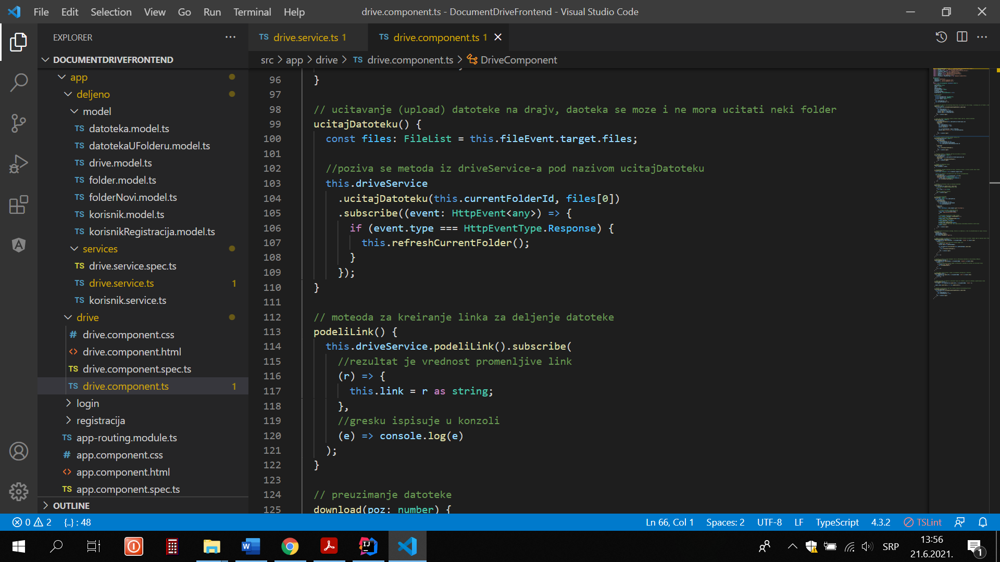 File Edit Selection View Go Run Terminal Help
drive.component.ts - DocumentDriveFrontend - Visual Studio Code
EXPLORER
DOCUMENTDRIVEFRONTEND
app
deljeno
model
TS datoteka.model.ts
TS datotekaUFolderu.model.ts
TS drive.model.ts
TS folder.model.ts
TS folderNovi.model.ts
TS korisnik.model.ts
TS korisnikRegistracija.model.ts
services
TS drive.service.spec.ts
TS drive.service.ts 1
TS korisnik.service.ts
drive
# drive.component.css
<> drive.component.html
TS drive.component.spec.ts
TS drive.component.ts 1
login
registracija
TS app-routing.module.ts
# app.component.css
<> app.component.html
TS app.component.spec.ts
OUTLINE
TS drive.service.ts 1
TS drive.component.ts 1
src > app > drive > TS drive.component.ts > DriveComponent
96 }
97
98 // ucitavanje (upload) datoteke na drajv, daoteka se moze i ne mora ucitati neki folder
99 ucitajDatoteku() {
100 const files: FileList = this.fileEvent.target.files;
101
102 //poziva se metoda iz driveService-a pod nazivom ucitajDatoteku
103 this.driveService
104 .ucitajDatoteku(this.currentFolderId, files[0])
105 .subscribe((event: HttpEvent<any>) => {
106 if (event.type === HttpEventType.Response) {
107 this.refreshCurrentFolder();
108 }
109 });
110 }
111
112 // moteoda za kreiranje linka za deljenje datoteke
113 podeliLink() {
114 this.driveService.podeliLink().subscribe(
115 //rezultat je vrednost promenljive link
116 (r) => {
117 this.link = r as string;
118 },
119 //gresku ispisuje u konzoli
120 (e) => console.log(e)
121 );
122 }
123
124 // preuzimanje datoteke
125 download(poz: number) {
0 2 {..} : 48
Ln 66, Col 1 Spaces: 2 UTF-8 LF TypeScript 4.3.2 TSLint
W IJ
SRP
13:56
21.6.2021.
1